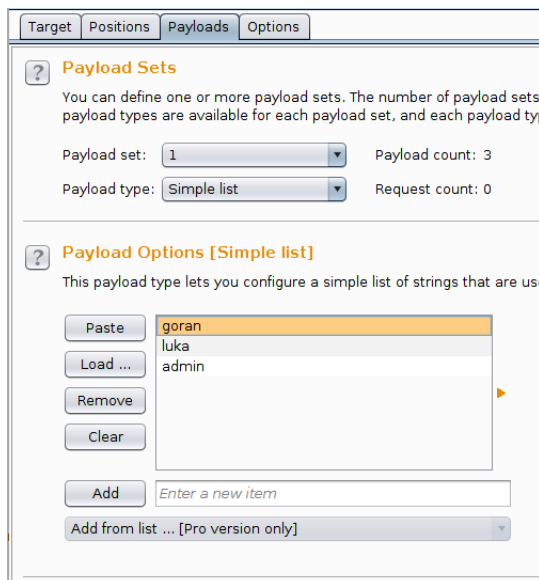 Target Positions Payloads Options
? Payload Sets
You can define one or more payload sets. The number of payload sets
payload types are available for each payload set, and each payload ty
Payload set: 1 Payload count: 3
Payload type: Simple list Request count: 0
? Payload Options [Simple list]
This payload type lets you configure a simple list of strings that are use
Paste goran
luka
Load ... admin
Remove
Clear
Add Enter a new item
Add from list ... [Pro version only]